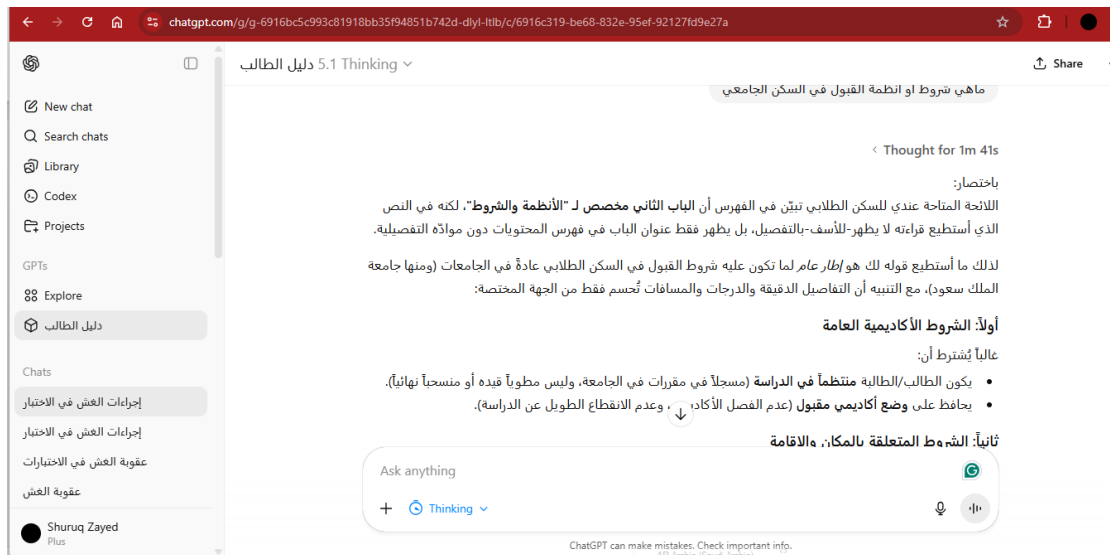 chatgpt.com/g/g-6916bc5c993c81918bb35f94851b742d-dlyl-ltlb/c/6916c319-be68-832e-95ef-92127fd9e27a
دليل الطالب 5.1 Thinking
Share
New chat
Search chats
Library
Codex
Projects
GPTs
Explore
دليل الطالب
Chats
إجراءات الغش في الاختبار
إجراءات الغش في الاختبار
عقوبة الغش في الاختبارات
عقوبة الغش
Shuruq Zayed
Plus
ماهي شروط او انظمة القبول في السكن الجامعي
Thought for 1m 41s
باختصار:
اللائحة المتاحة عندي للسكن الطلابي تبيّن في الفهرس أن الباب الثاني مخصص لـ "الأنظمة والشروط"، لكنه في النص
الذي أستطيع قراءته لا يظهر-للأسف-بالتفصيل، بل يظهر فقط عنوان الباب في فهرس المحتويات دون موادّه التفصيلية.
لذلك ما أستطيع قوله لك هو إطار عام لما تكون عليه شروط القبول في السكن الطلابي عادةً في الجامعات (ومنها جامعة
الملك سعود)، مع التنبيه أن التفاصيل الدقيقة والدرجات والمسافات تُحسم فقط من الجهة المختصة:
أولاً: الشروط الأكاديمية العامة
غالباً يُشترط أن:
يكون الطالب/الطالبة منتظماً في الدراسة (مسجلاً في مقررات في الجامعة، وليس مطوياً قيده أو منسحباً نهائياً).
يحافظ على وضع أكاديمي مقبول (عدم الفصل الأكاديمي، وعدم الانقطاع الطويل عن الدراسة).
ثانياً: الشروط المتعلقة بالمكان والإقامة
Ask anything
Thinking
ChatGPT can make mistakes. Check important info.